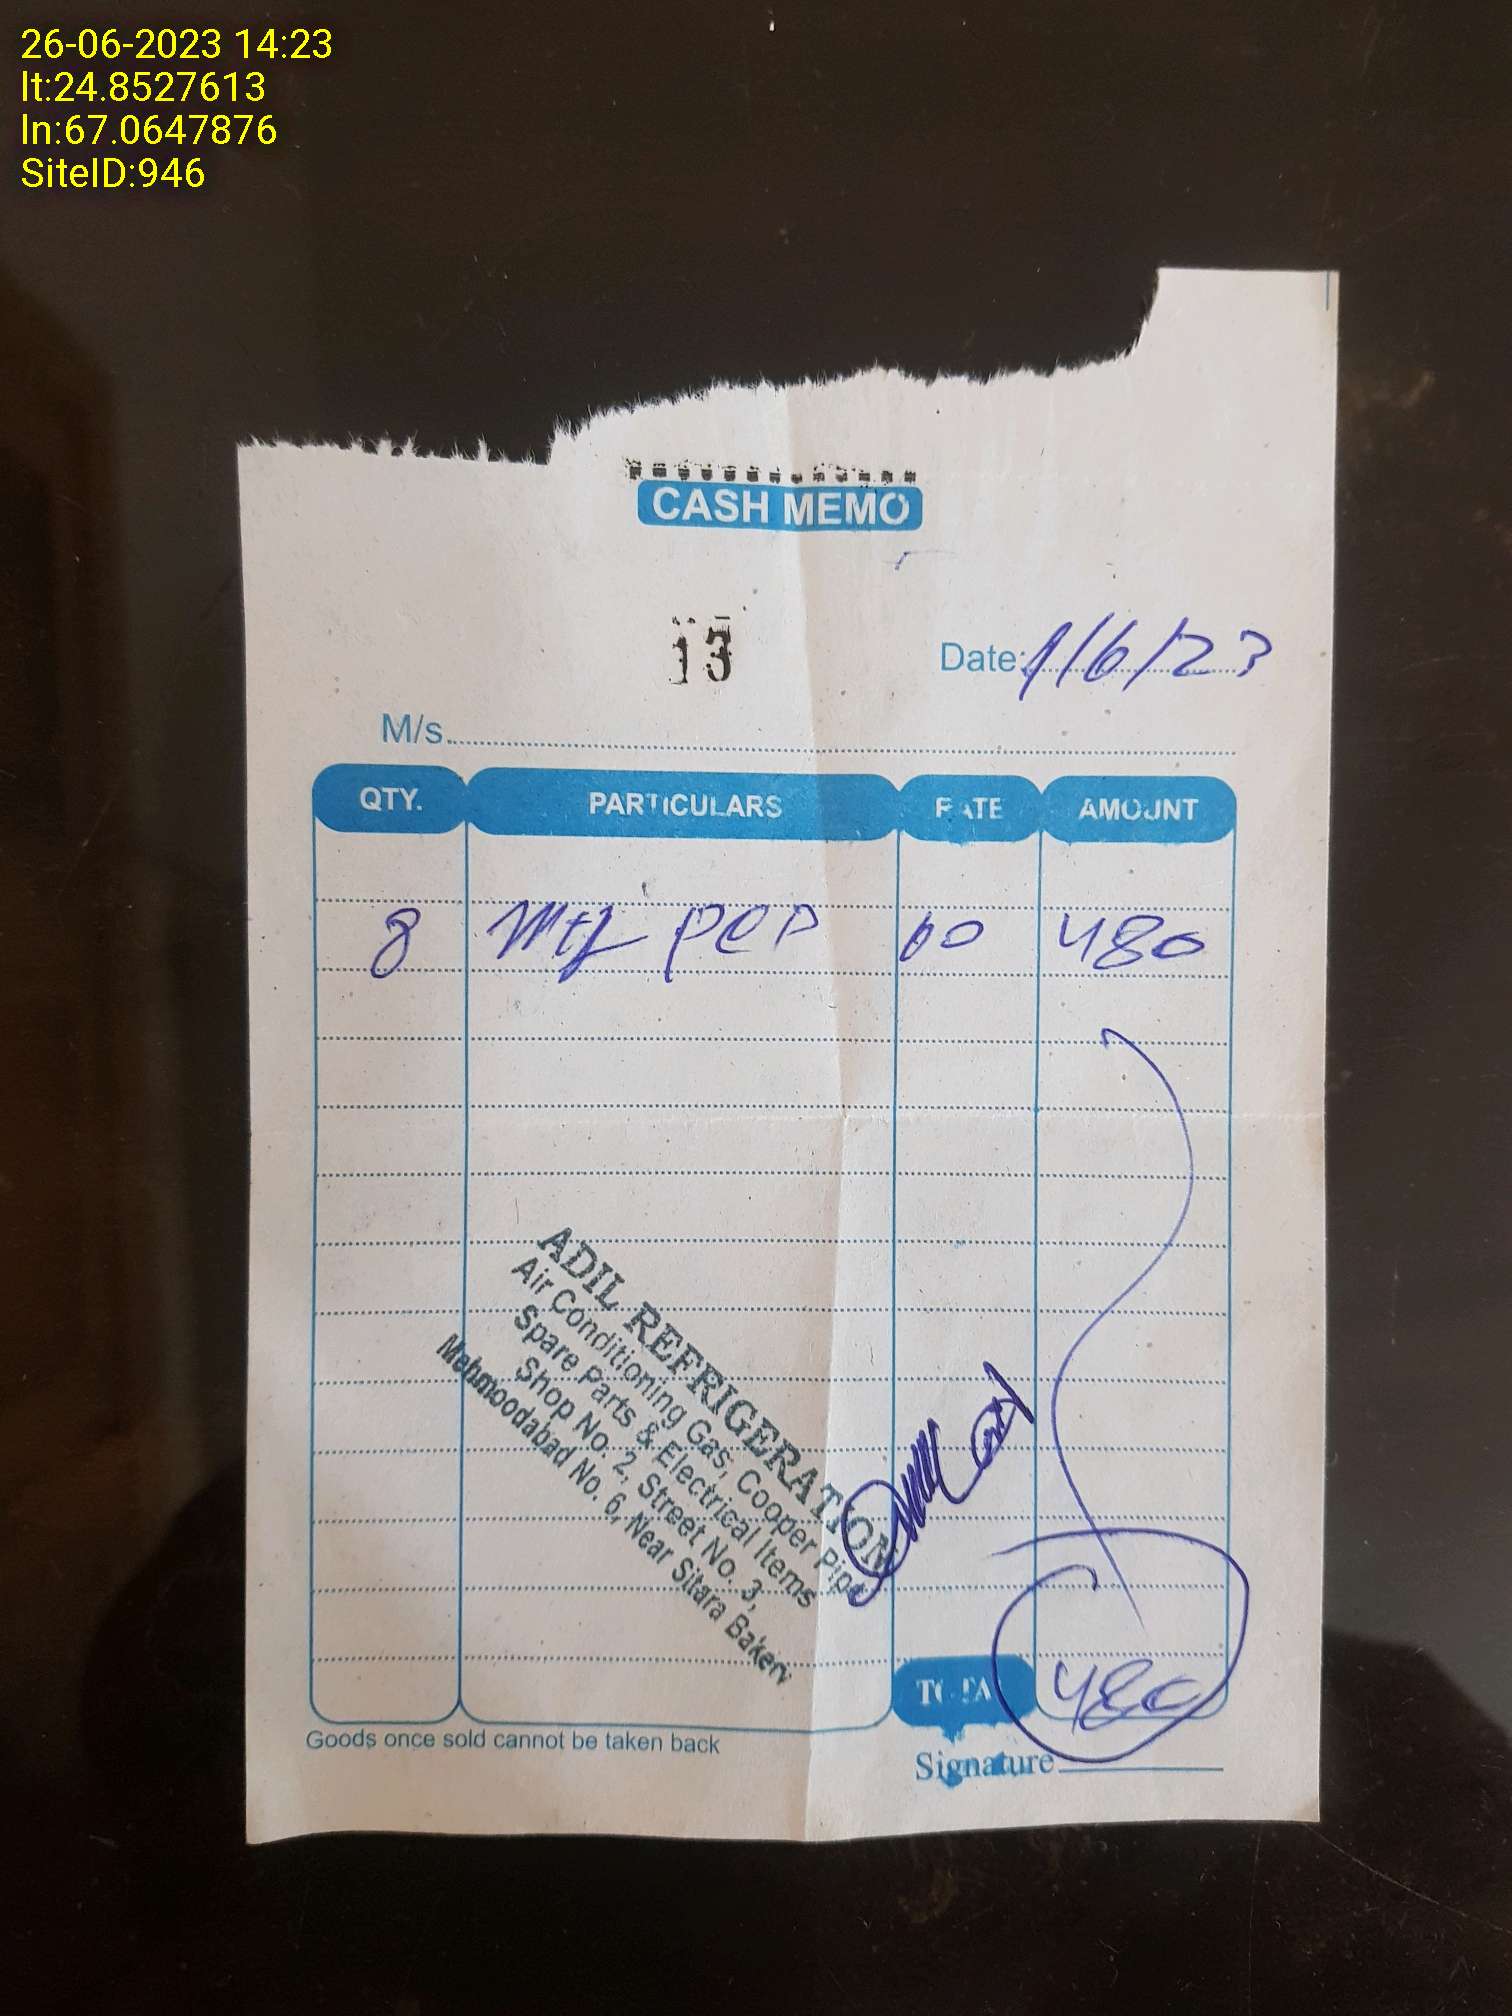 26-06-2023 14:23
lt:24.8527613
ln:67.0647876
SiteID:946
CASH MEMO
13
Date: 1/6/23
M/s.
QTY. PARTICULARS RATE AMOUNT
8 60 480
ADIL REFRIGERATION
Air Conditioning Gas, Cooper Pipe
Spare Parts & Electrical Items
Shop No. 2, Street No. 3,
Mehmoodabad No. 6, Near Sitara Bakery
TOTAL 480
Goods once sold cannot be taken back
Signature